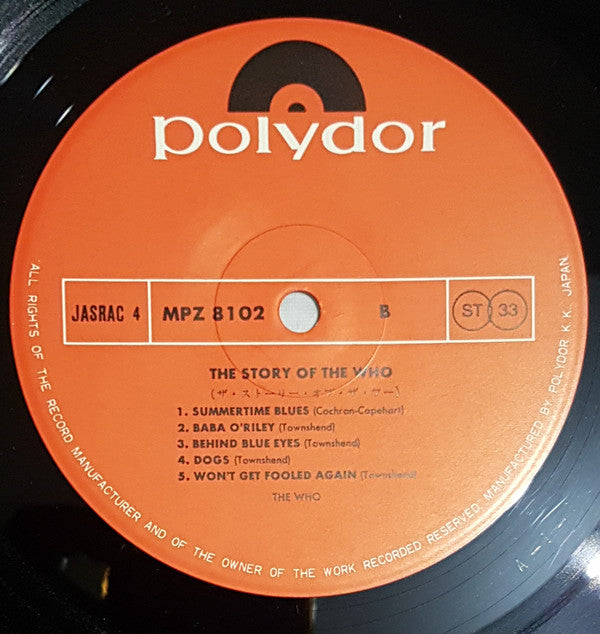 polydor
JASRAC 4
MPZ 8102
B
ST 33
THE STORY OF THE WHO
(ザ・ストーリー・オブ・ザ・フー)
1. SUMMERTIME BLUES (Cochran-Capehart)
2. BABA O'RILEY (Townshend)
3. BEHIND BLUE EYES (Townshend)
4. DOGS (Townshend)
5. WON'T GET FOOLED AGAIN (Townshend)
THE WHO
ALL RIGHTS OF THE RECORD MANUFACTURER AND OF THE OWNER OF THE WORK RECORDED RESERVED. MANUFACTURED BY POLYDOR K.K. JAPAN
A